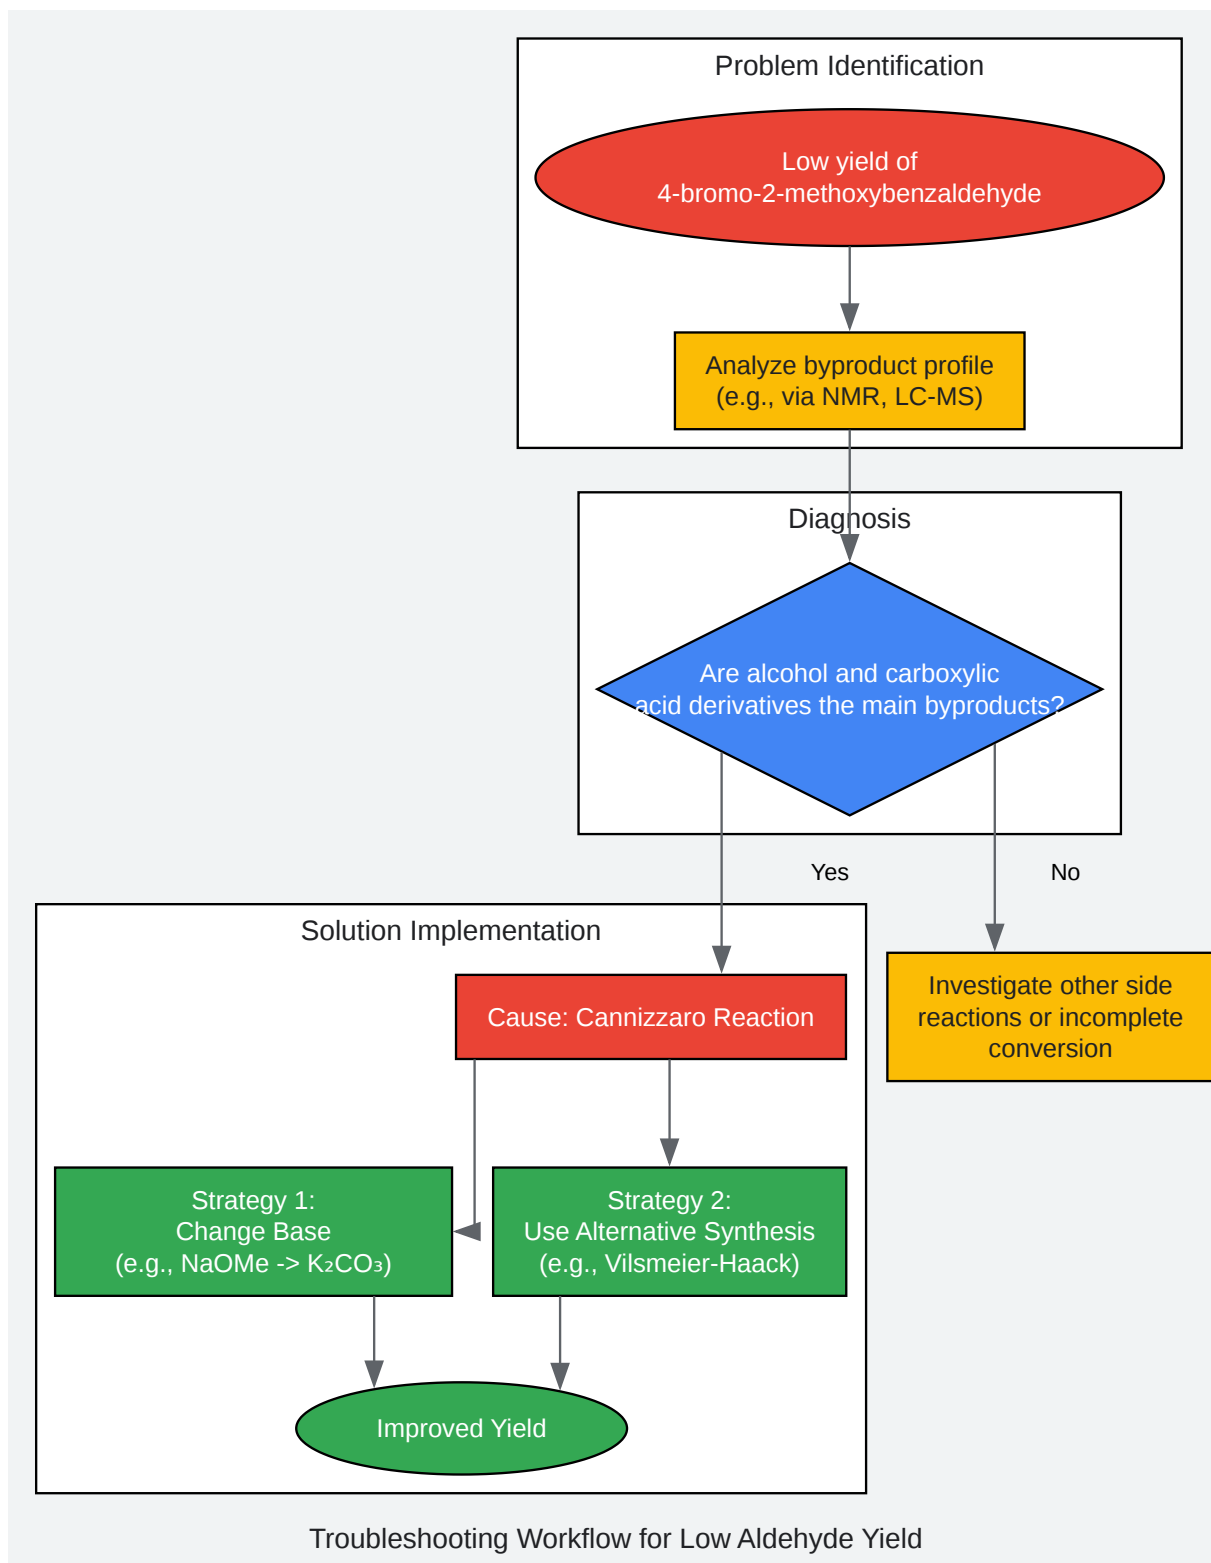 Problem Identification
Low yield of
4-bromo-2-methoxybenzaldehyde
Analyze byproduct profile
(e.g., via NMR, LC-MS)
Diagnosis
Are alcohol and carboxylic
acid derivatives the main byproducts?
Yes
No
Solution Implementation
Cause: Cannizzaro Reaction
Investigate other side
reactions or incomplete
conversion
Strategy 1:
Change Base
(e.g., NaOMe -> K₂CO₃)
Strategy 2:
Use Alternative Synthesis
(e.g., Vilsmeier-Haack)
Improved Yield
Troubleshooting Workflow for Low Aldehyde Yield